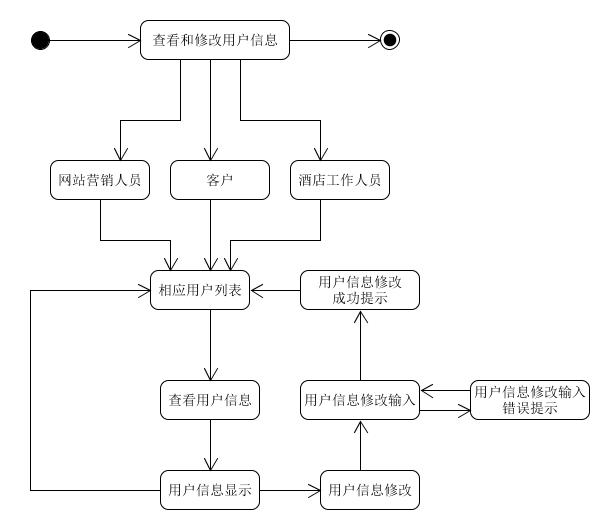 查看和修改用户信息
网站营销人员
客户
酒店工作人员
相应用户列表
用户信息修改
成功提示
查看用户信息
用户信息修改输入
用户信息修改输入
错误提示
用户信息显示
用户信息修改